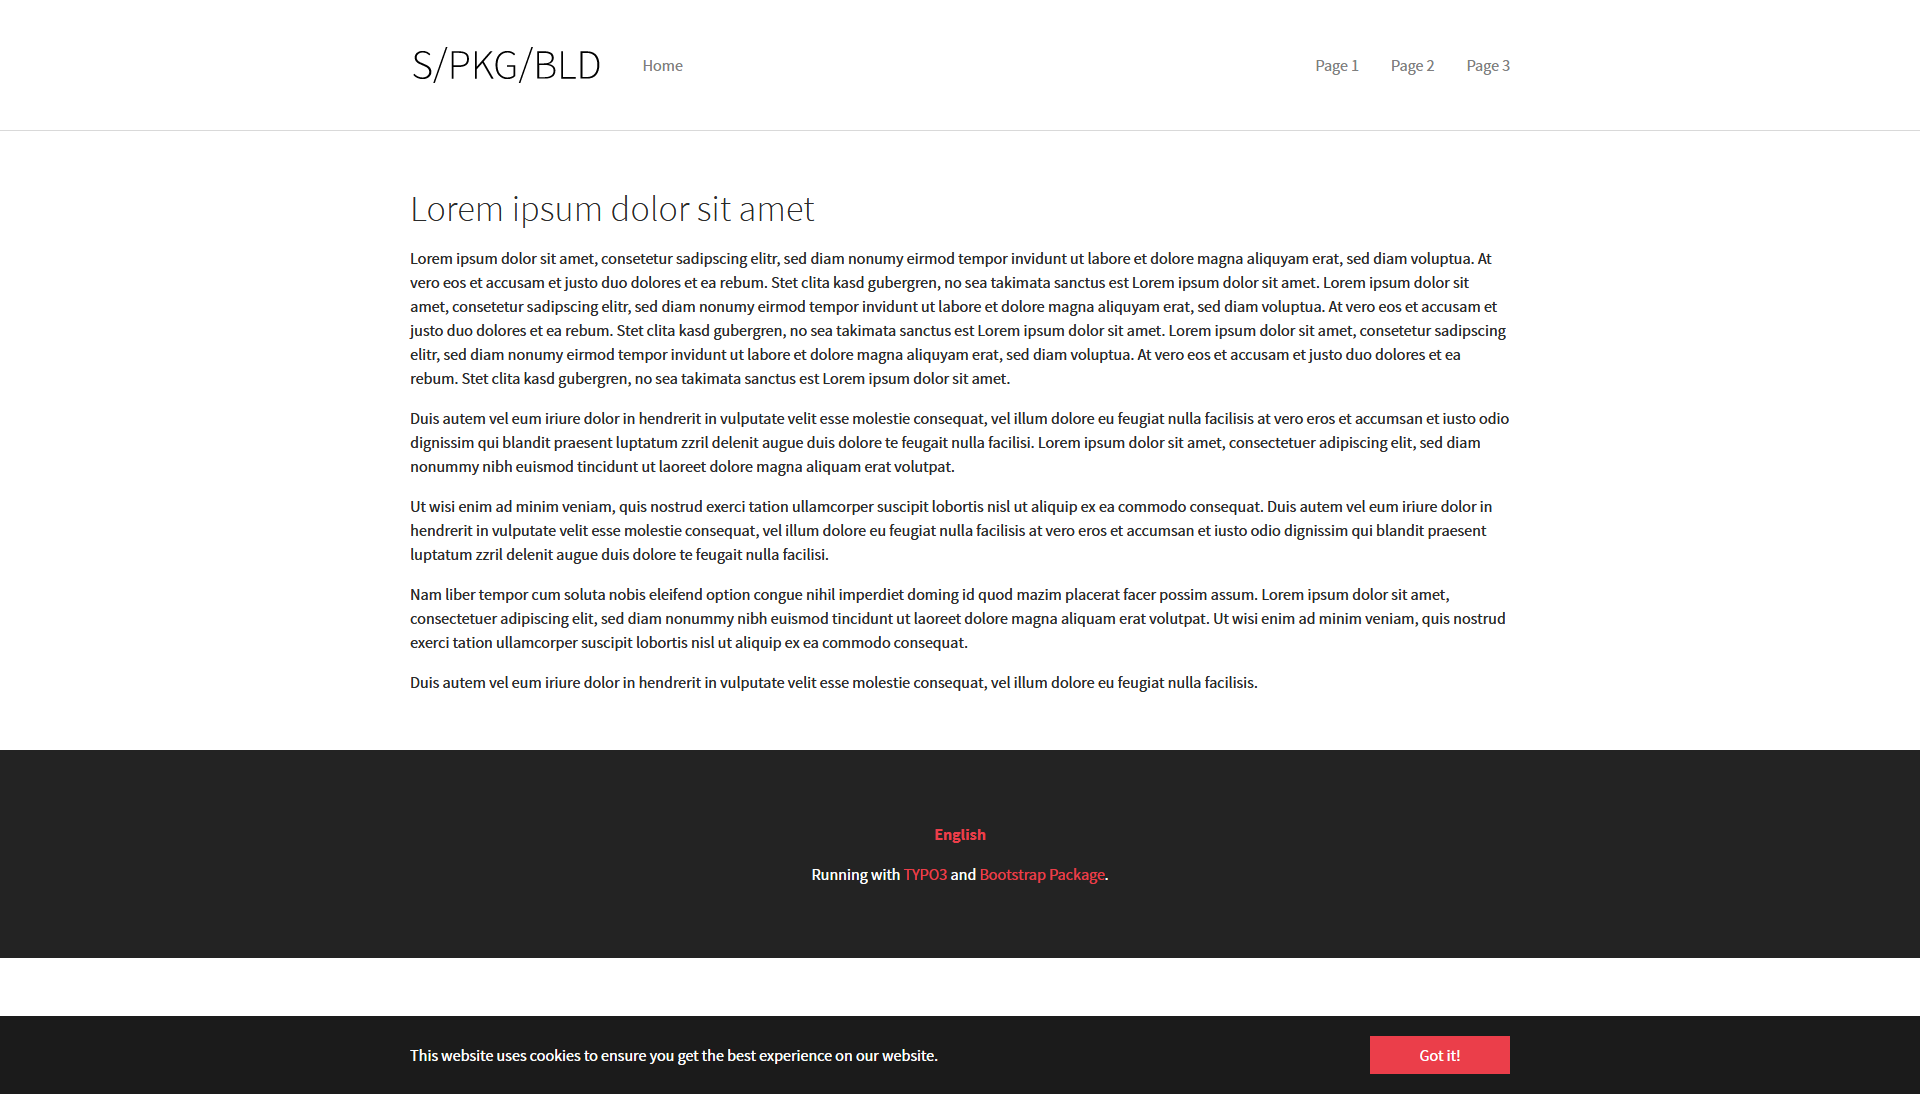 S/PKG/BLD
Home
Page 1
Page 2
Page 3
Lorem ipsum dolor sit amet
Lorem ipsum dolor sit amet, consetetur sadipscing elitr, sed diam nonumy eirmod tempor invidunt ut labore et dolore magna aliquyam erat, sed diam voluptua. At
vero eos et accusam et justo duo dolores et ea rebum. Stet clita kasd gubergren, no sea takimata sanctus est Lorem ipsum dolor sit amet. Lorem ipsum dolor sit
amet, consetetur sadipscing elitr, sed diam nonumy eirmod tempor invidunt ut labore et dolore magna aliquyam erat, sed diam voluptua. At vero eos et accusam et
justo duo dolores et ea rebum. Stet clita kasd gubergren, no sea takimata sanctus est Lorem ipsum dolor sit amet. Lorem ipsum dolor sit amet, consetetur sadipscing
elitr, sed diam nonumy eirmod tempor invidunt ut labore et dolore magna aliquyam erat, sed diam voluptua. At vero eos et accusam et justo duo dolores et ea
rebum. Stet clita kasd gubergren, no sea takimata sanctus est Lorem ipsum dolor sit amet.
Duis autem vel eum iriure dolor in hendrerit in vulputate velit esse molestie consequat, vel illum dolore eu feugiat nulla facilisis at vero eros et accumsan et iusto odio
dignissim qui blandit praesent luptatum zzril delenit augue duis dolore te feugait nulla facilisi. Lorem ipsum dolor sit amet, consectetuer adipiscing elit, sed diam
nonummy nibh euismod tincidunt ut laoreet dolore magna aliquam erat volutpat.
Ut wisi enim ad minim veniam, quis nostrud exerci tation ullamcorper suscipit lobortis nisl ut aliquip ex ea commodo consequat. Duis autem vel eum iriure dolor in
hendrerit in vulputate velit esse molestie consequat, vel illum dolore eu feugiat nulla facilisis at vero eros et accumsan et iusto odio dignissim qui blandit praesent
luptatum zzril delenit augue duis dolore te feugait nulla facilisi.
Nam liber tempor cum soluta nobis eleifend option congue nihil imperdiet doming id quod mazim placerat facer possim assum. Lorem ipsum dolor sit amet,
consectetuer adipiscing elit, sed diam nonummy nibh euismod tincidunt ut laoreet dolore magna aliquam erat volutpat. Ut wisi enim ad minim veniam, quis nostrud
exerci tation ullamcorper suscipit lobortis nisl ut aliquip ex ea commodo consequat.
Duis autem vel eum iriure dolor in hendrerit in vulputate velit esse molestie consequat, vel illum dolore eu feugiat nulla facilisis.
English
Running with TYPO3 and Bootstrap Package.
This website uses cookies to ensure you get the best experience on our website.
Got it!